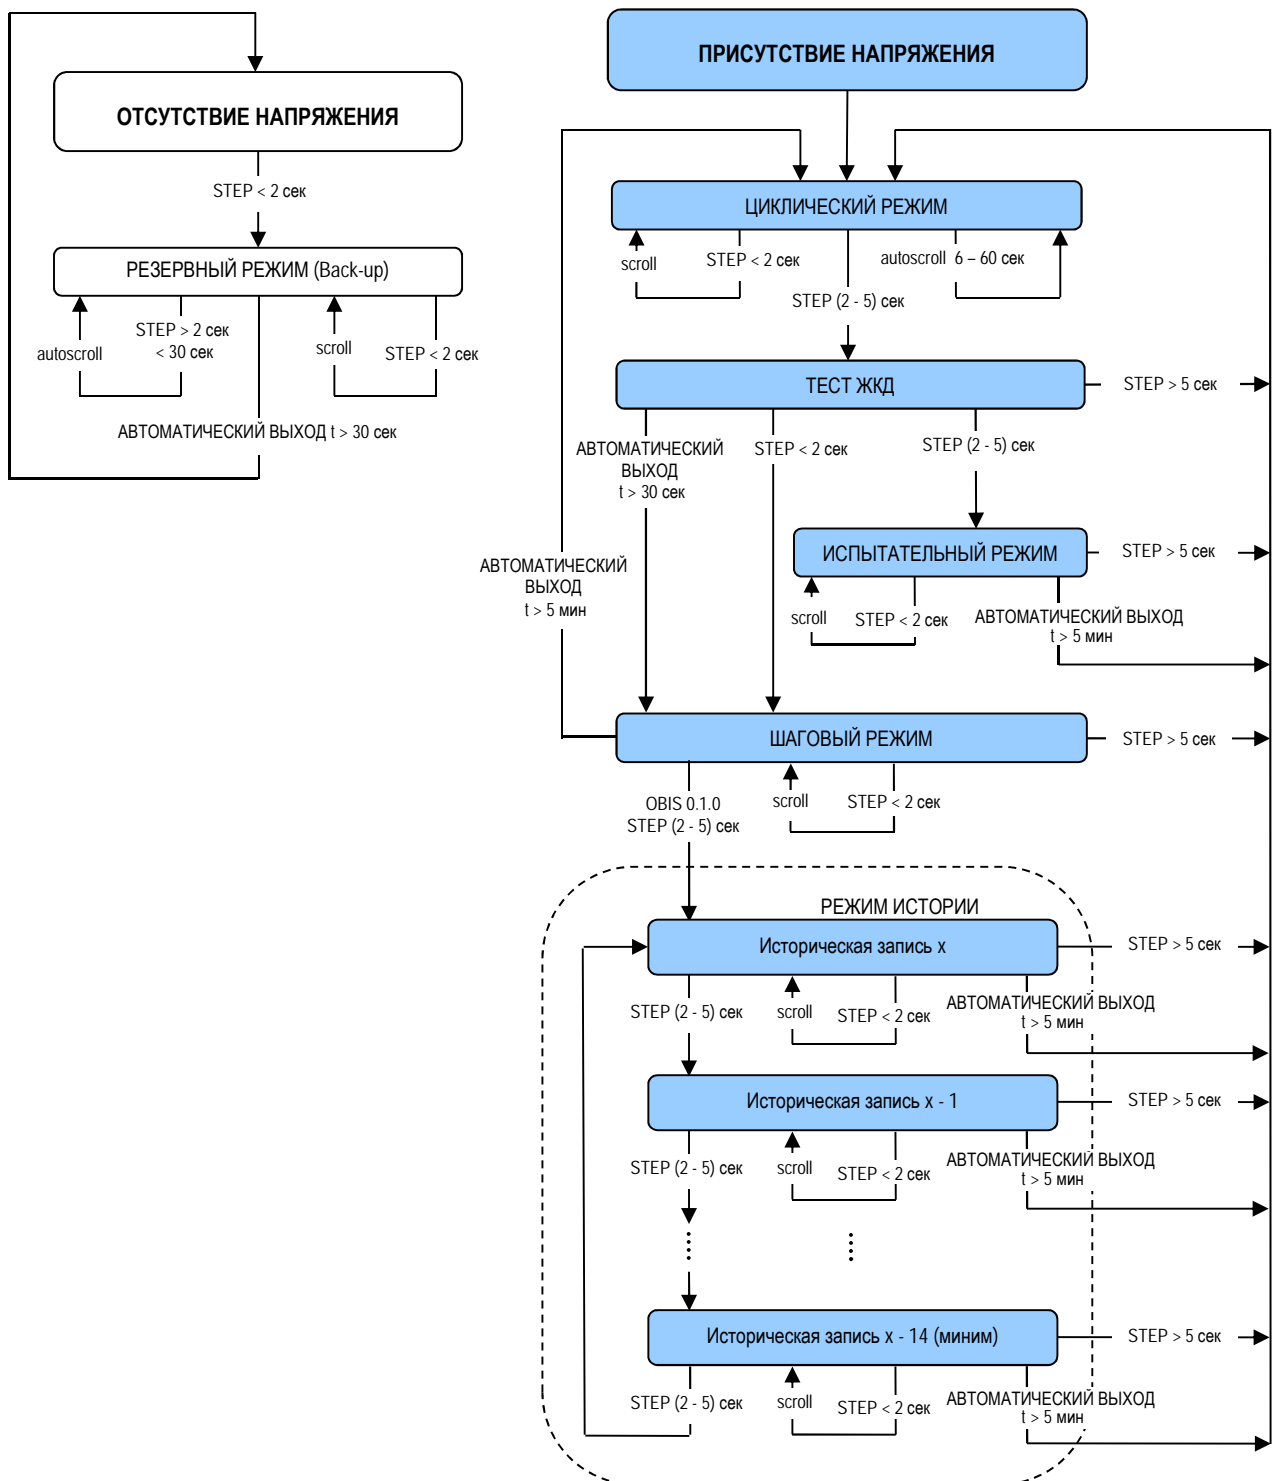 ОТСУТСТВИЕ НАПРЯЖЕНИЯ
STEP < 2 сек
РЕЗЕРВНЫЙ РЕЖИМ (Back-up)
autoscroll
STEP > 2 сек
< 30 сек
scroll
STEP < 2 сек
АВТОМАТИЧЕСКИЙ ВЫХОД t > 30 сек
ПРИСУТСТВИЕ НАПРЯЖЕНИЯ
ЦИКЛИЧЕСКИЙ РЕЖИМ
scroll
STEP < 2 сек
autoscroll 6 – 60 сек
STEP (2 - 5) сек
ТЕСТ ЖКД
STEP > 5 сек
АВТОМАТИЧЕСКИЙ
ВЫХОД
t > 30 сек
STEP < 2 сек
STEP (2 - 5) сек
ИСПЫТАТЕЛЬНЫЙ РЕЖИМ
STEP > 5 сек
АВТОМАТИЧЕСКИЙ
ВЫХОД
t > 5 мин
scroll
STEP < 2 сек
АВТОМАТИЧЕСКИЙ ВЫХОД
t > 5 мин
ШАГОВЫЙ РЕЖИМ
STEP > 5 сек
OBIS 0.1.0
STEP (2 - 5) сек
scroll
STEP < 2 сек
РЕЖИМ ИСТОРИИ
Историческая запись x
STEP > 5 сек
STEP (2 - 5) сек
scroll
STEP < 2 сек
АВТОМАТИЧЕСКИЙ ВЫХОД
t > 5 мин
Историческая запись x - 1
STEP > 5 сек
STEP (2 - 5) сек
scroll
STEP < 2 сек
АВТОМАТИЧЕСКИЙ ВЫХОД
t > 5 мин
Историческая запись x - 14 (миним)
STEP > 5 сек
STEP (2 - 5) сек
scroll
STEP < 2 сек
АВТОМАТИЧЕСКИЙ ВЫХОД
t > 5 мин